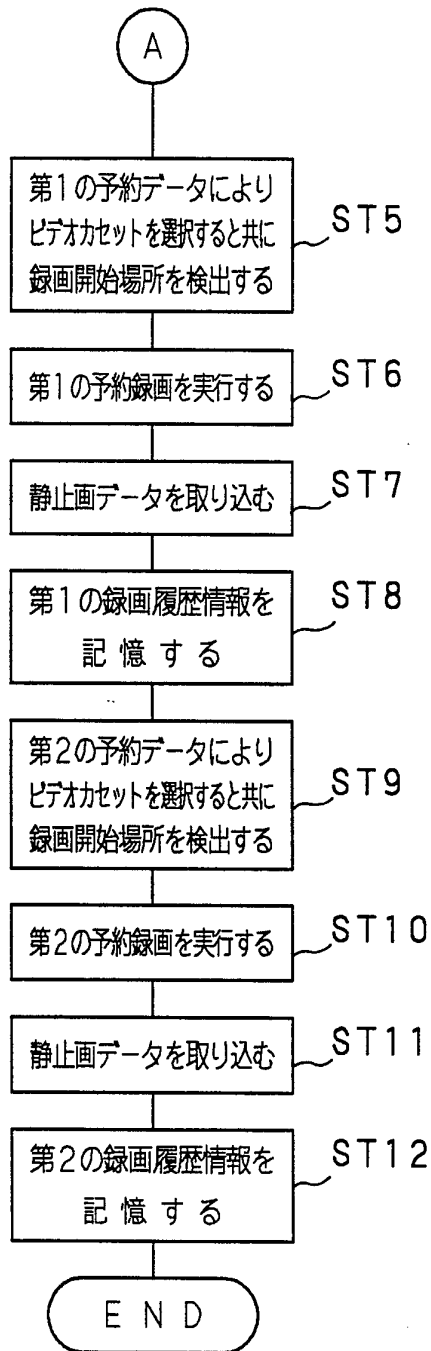 A
第1の予約データにより
ビデオカセットを選択すると共に
録画開始場所を検出する
ST5
第1の予約録画を実行する
ST6
静止画データを取り込む
ST7
第1の録画履歴情報を
記憶する
ST8
第2の予約データにより
ビデオカセットを選択すると共に
録画開始場所を検出する
ST9
第2の予約録画を実行する
ST10
静止画データを取り込む
ST11
第2の録画履歴情報を
記憶する
ST12
END